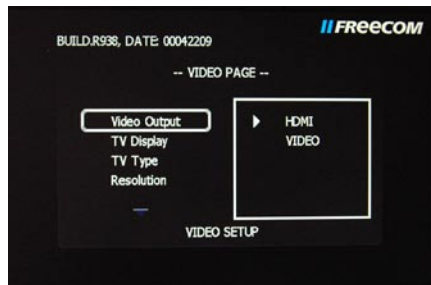 FREECOM
BUILD.R938, DATE 00042209
-- VIDEO PAGE --
Video Output
TV Display
TV Type
Resolution
HDMI
VIDEO
VIDEO SETUP